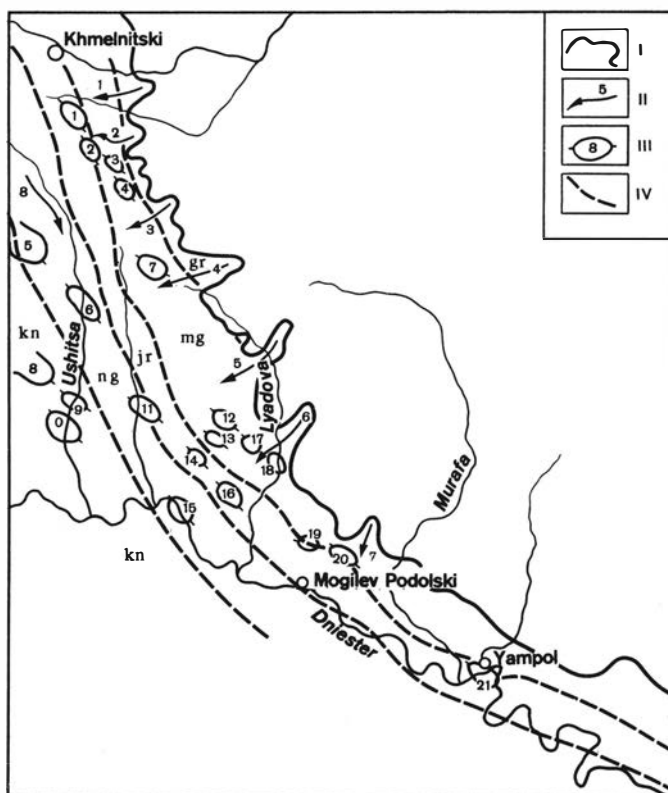 Khmelnitski
I
1
5
II
1
2
8
III
2
3
4
IV
8
3
5
7
gr
4
6
kn
mg
Ushitsa
jr
5
8
ng
Lyadova
9
11
12
6
0
13
17
14
18
Murafa
16
15
19
20
7
kn
Mogilev Podolski
Dniester
Yampol
21